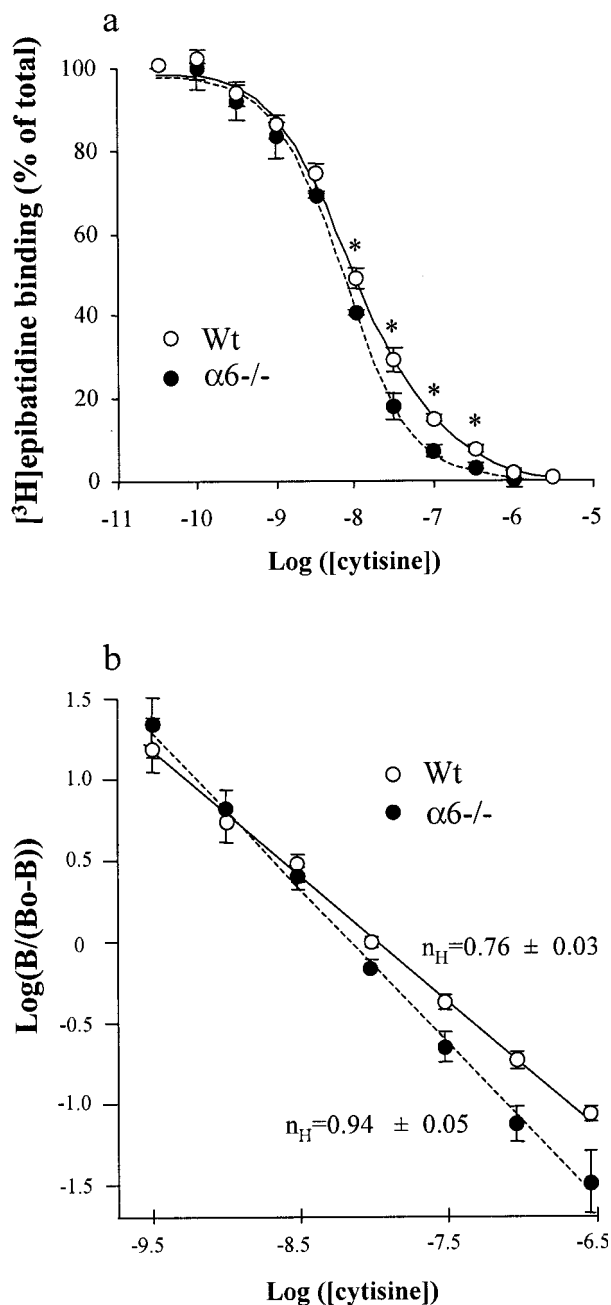 a
[³H]epibatidine binding (% of total)
100
80
60
40
20
0
*
*
*
*
Wt
α6-/-
-11
-10
-9
-8
-7
-6
-5
Log ([cytisine])
b
Log(B/(Bo-B))
1.5
1.0
0.5
0
-0.5
-1.0
-1.5
Wt
α6-/-
n_H=0.76 ± 0.03
n_H=0.94 ± 0.05
-9.5
-8.5
-7.5
-6.5
Log ([cytisine])